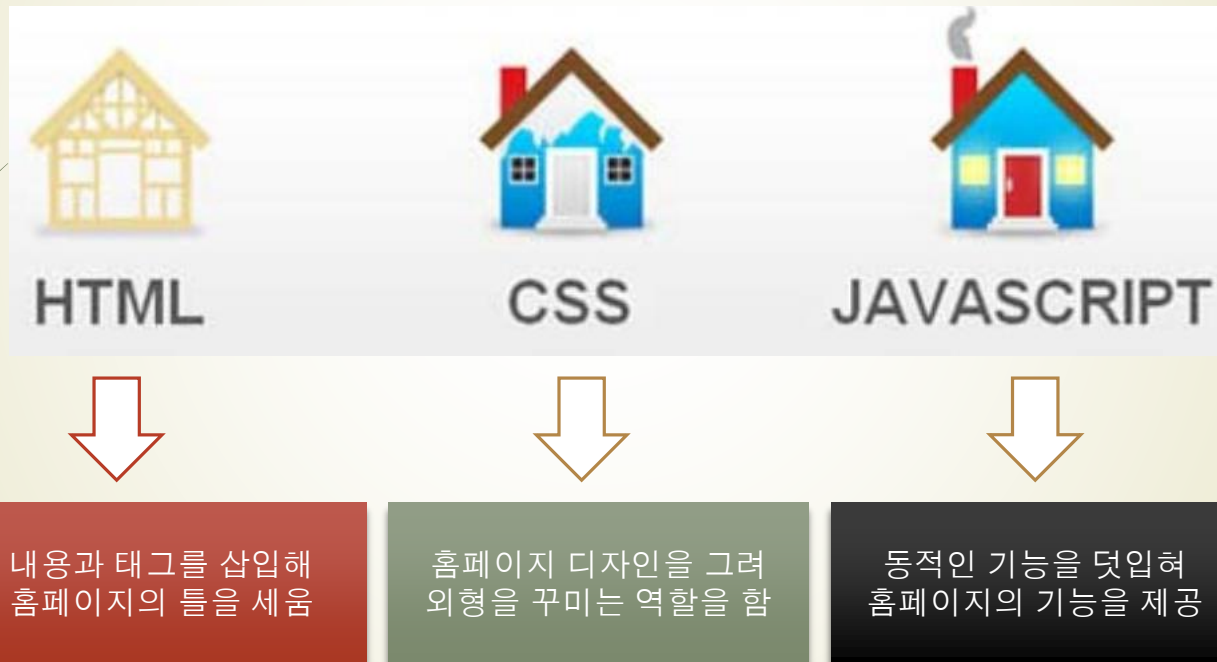 HTML
CSS
JAVASCRIPT
내용과 태그를 삽입해
홈페이지의 틀을 세움
홈페이지 디자인을 그려
외형을 꾸미는 역할을 함
동적인 기능을 덧입혀
홈페이지의 기능을 제공